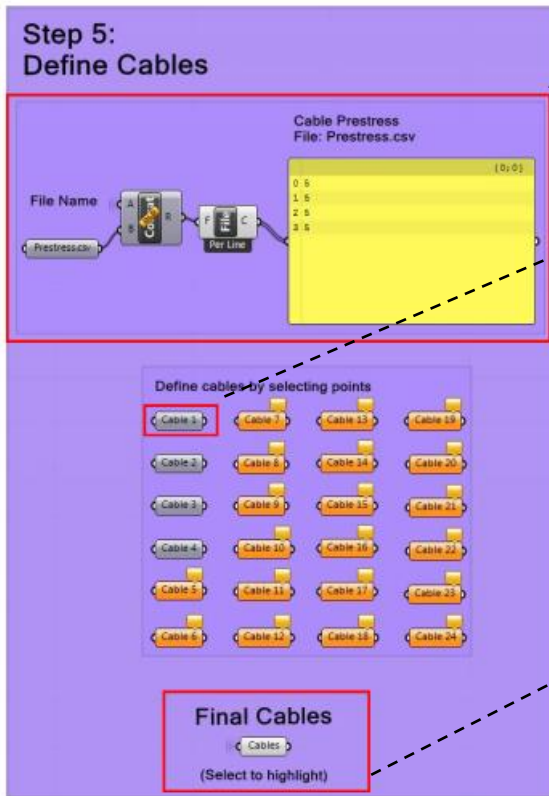 Step 5:
Define Cables
Cable Prestress
File: Prestress.csv
File Name
Prestress.csv
A
B
Concat
R
F
File
C
Per Line
{0;0}
0 5
1 5
2 5
3 5
Define cables by selecting points
Cable 1 Cable 7 Cable 13 Cable 19
Cable 2 Cable 8 Cable 14 Cable 20
Cable 3 Cable 9 Cable 15 Cable 21
Cable 4 Cable 10 Cable 16 Cable 22
Cable 5 Cable 11 Cable 17 Cable 23
Cable 6 Cable 12 Cable 18 Cable 24
Final Cables
Cables
(Select to highlight)